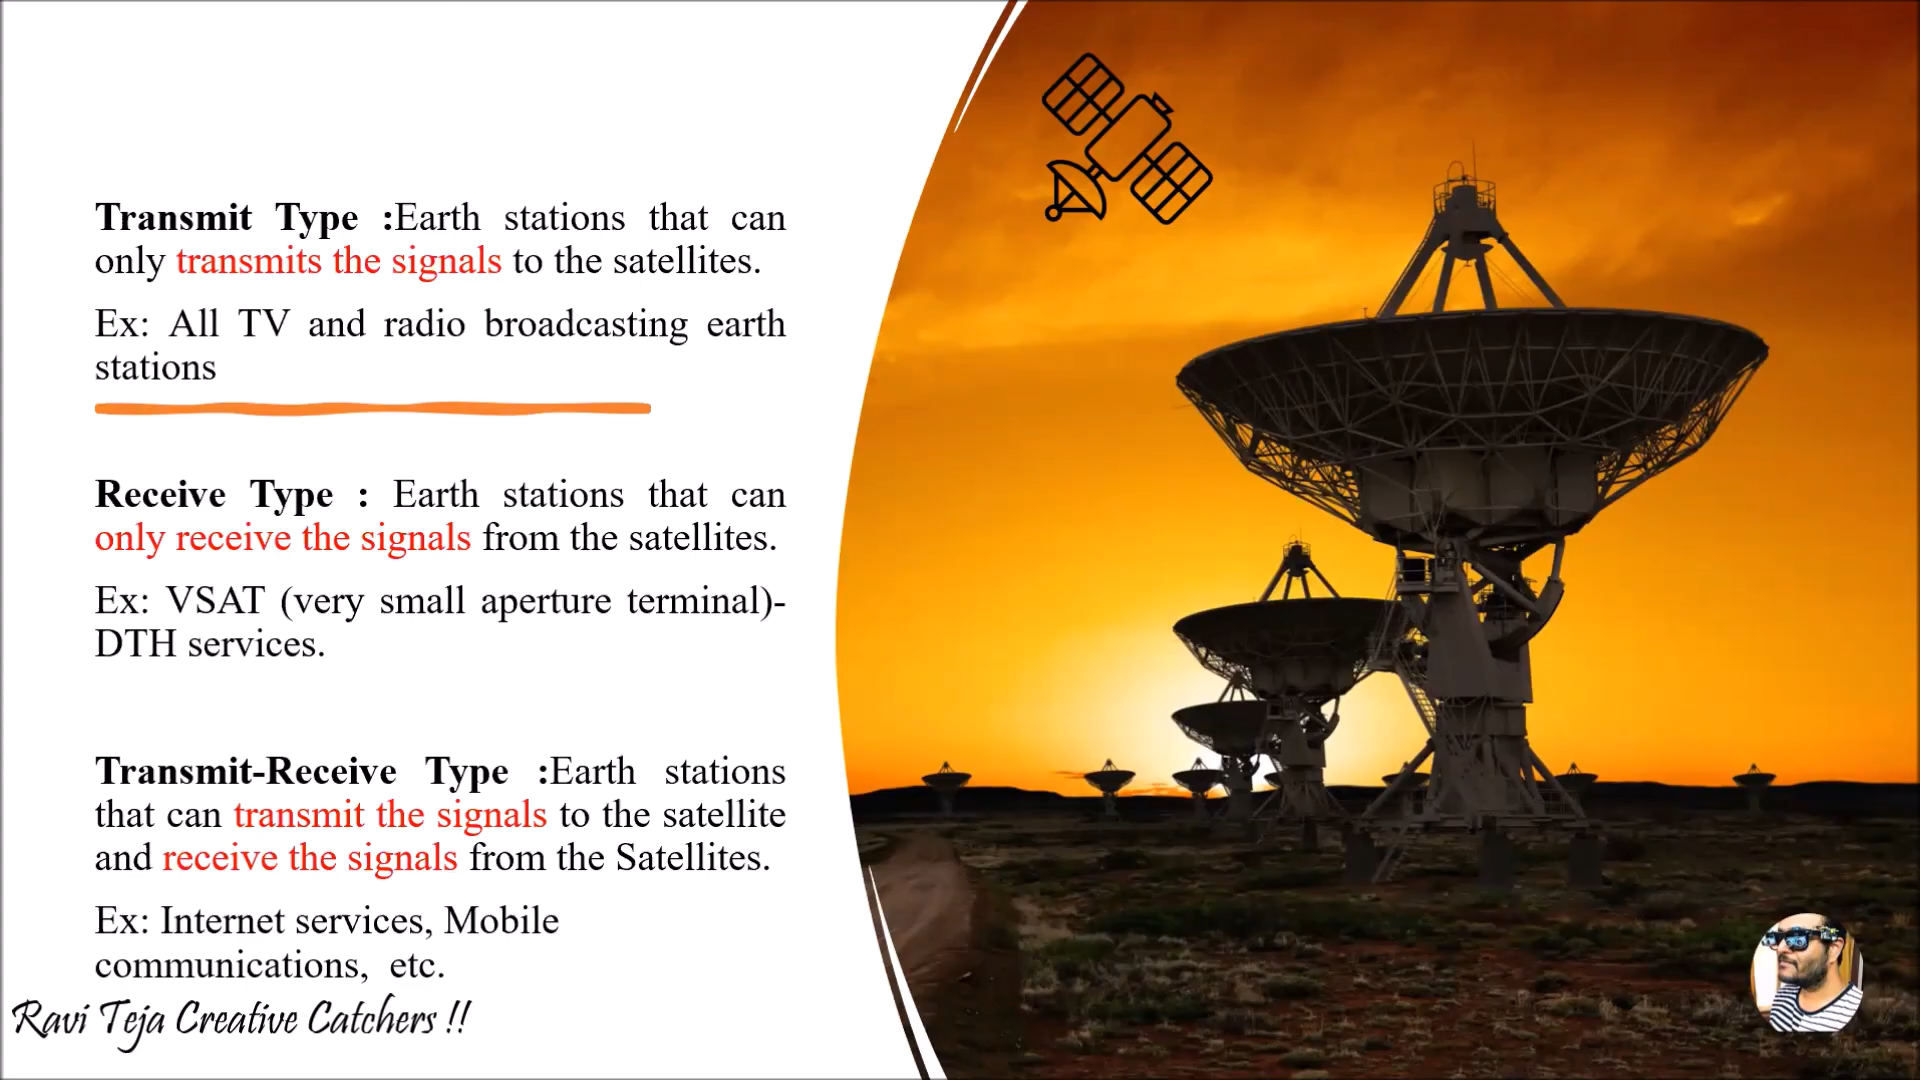 Transmit Type :Earth stations that can
only transmits the signals to the satellites.
Ex: All TV and radio broadcasting earth
stations
Receive Type : Earth stations that can
only receive the signals from the satellites.
Ex: VSAT (very small aperture terminal)-
DTH services.
Transmit-Receive Type :Earth stations
that can transmit the signals to the satellite
and receive the signals from the Satellites.
Ex: Internet services, Mobile
communications, etc.
Ravi Teja Creative Catchers !!